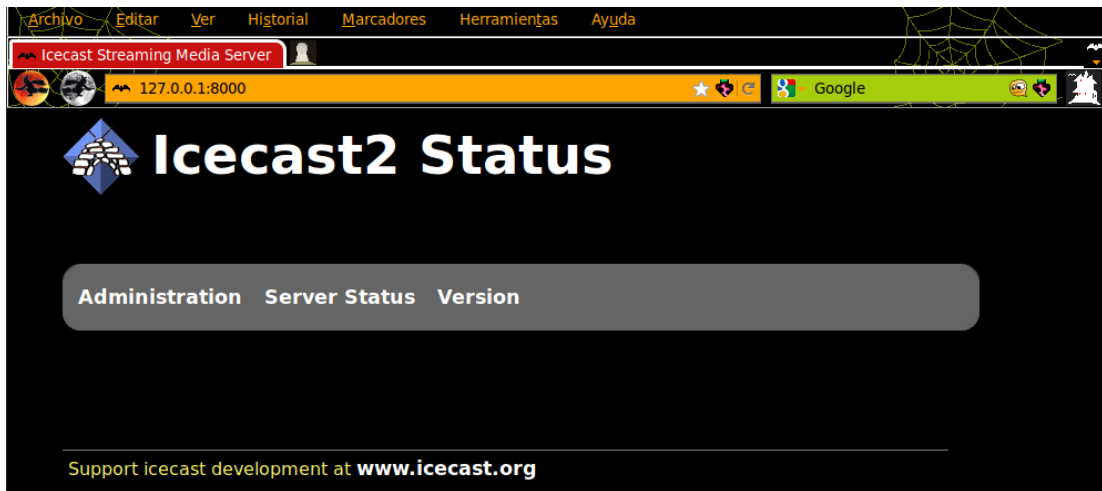 Archivo Editar Ver Historial Marcadores Herramientas Ayuda
Icecast Streaming Media Server
127.0.0.1:8000 Google
Icecast2 Status
Administration Server Status Version
Support icecast development at www.icecast.org